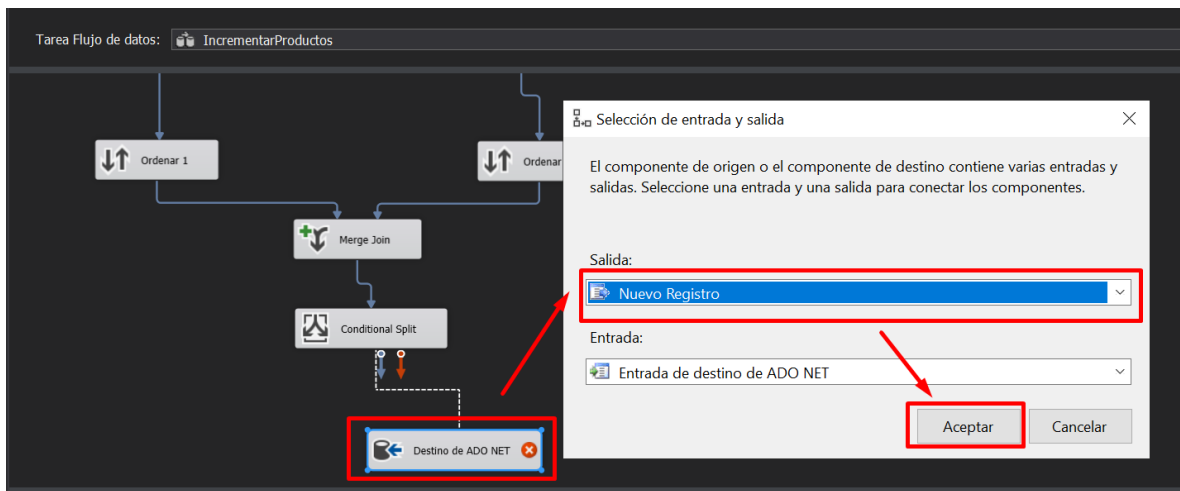 Tarea Flujo de datos: IncrementarProductos
Ordenar 1
Ordenar
Merge Join
Conditional Split
Destino de ADO NET
Selección de entrada y salida
El componente de origen o el componente de destino contiene varias entradas y
salidas. Seleccione una entrada y una salida para conectar los componentes.
Salida:
Nuevo Registro
Entrada:
Entrada de destino de ADO NET
Aceptar Cancelar